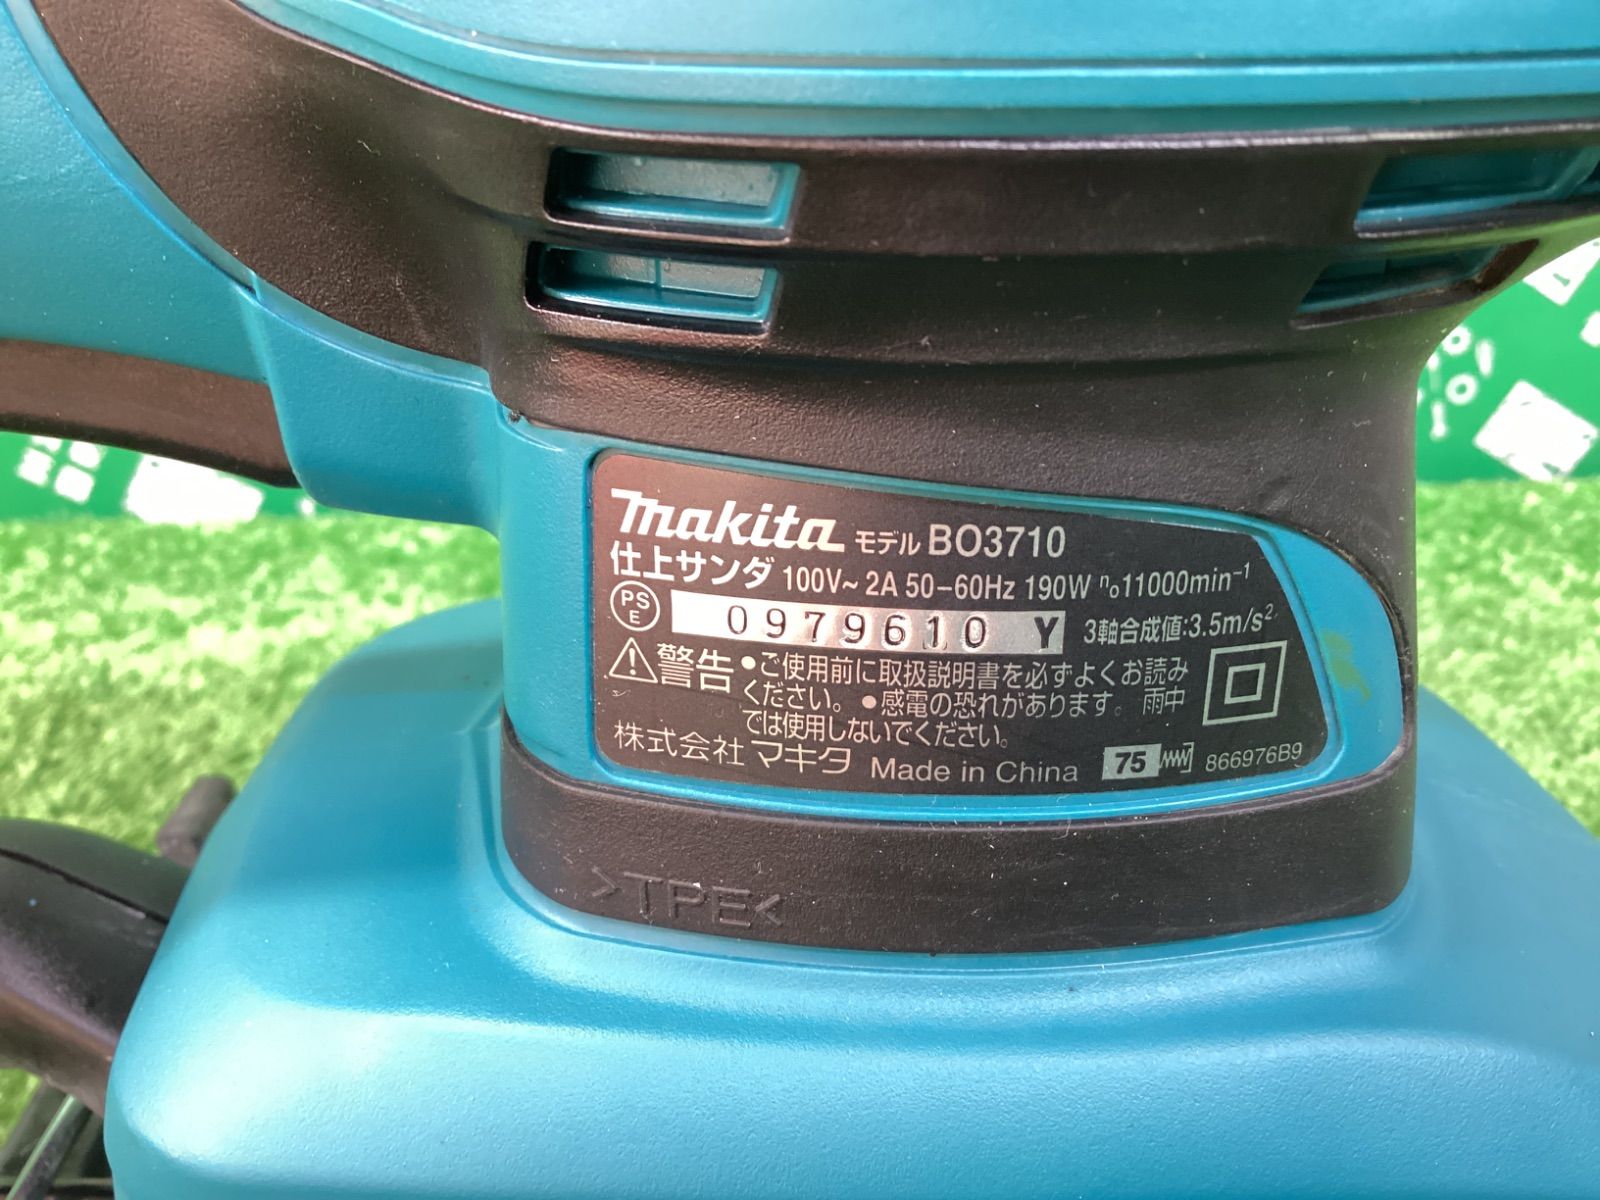 makita モデル BO3710
仕上サンダ 100V~ 2A 50-60Hz 190W n₀11000min⁻¹
PS E 0979610 Y 3軸合成値:3.5m/s²
警告 ●ご使用前に取扱説明書を必ずよくお読み
ください。 ●感電の恐れがあります。 雨中
では使用しないでください。
株式会社 マキタ Made in China 75 866976B9
>TPE<